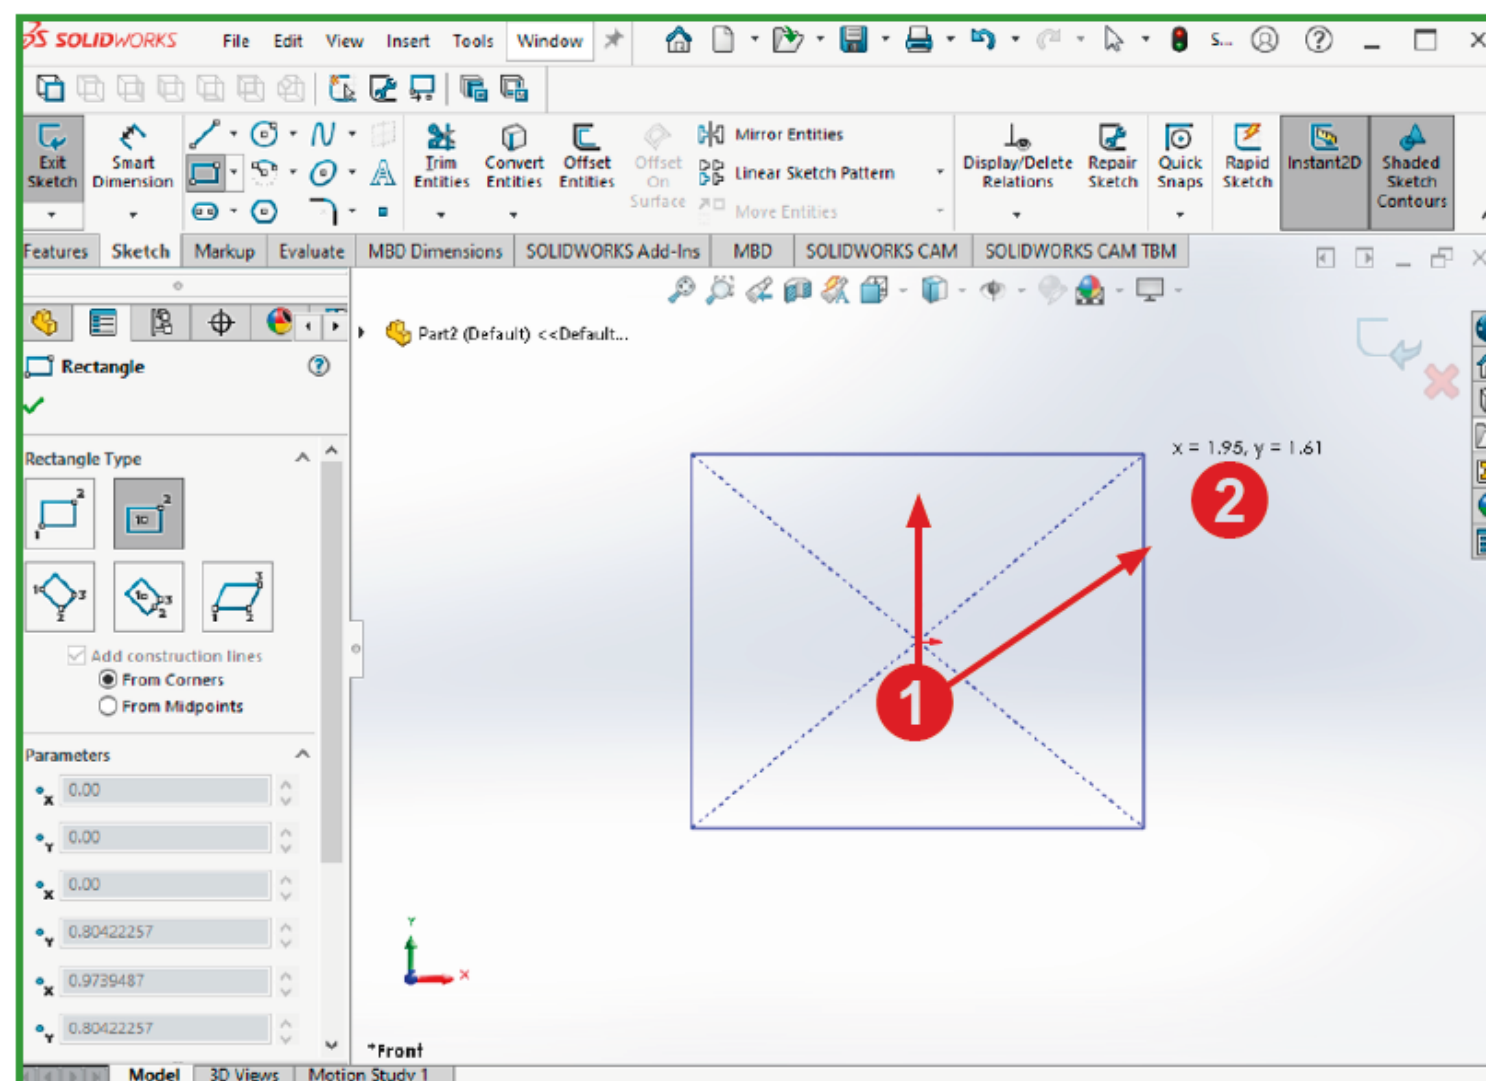 SOLIDWORKS File Edit View Insert Tools Window S...
Exit Sketch
Smart Dimension
Trim Entities
Convert Entities
Offset Entities
Offset On Surface
Mirror Entities
Linear Sketch Pattern
Move Entities
Display/Delete Relations
Repair Sketch
Quick Snaps
Rapid Sketch
Instant2D
Shaded Sketch Contours
Features Sketch Markup Evaluate MBD Dimensions SOLIDWORKS Add-Ins MBD SOLIDWORKS CAM SOLIDWORKS CAM TBM
Part2 (Default) <<Default...
Rectangle
Rectangle Type
Add construction lines
From Corners
From Midpoints
Parameters
X 0.00
Y 0.00
X 0.00
Y 0.80422257
X 0.9739487
Y 0.80422257
x = 1.95, y = 1.61
2
1
Y
X
*Front
Model 3D Views Motion Study 1